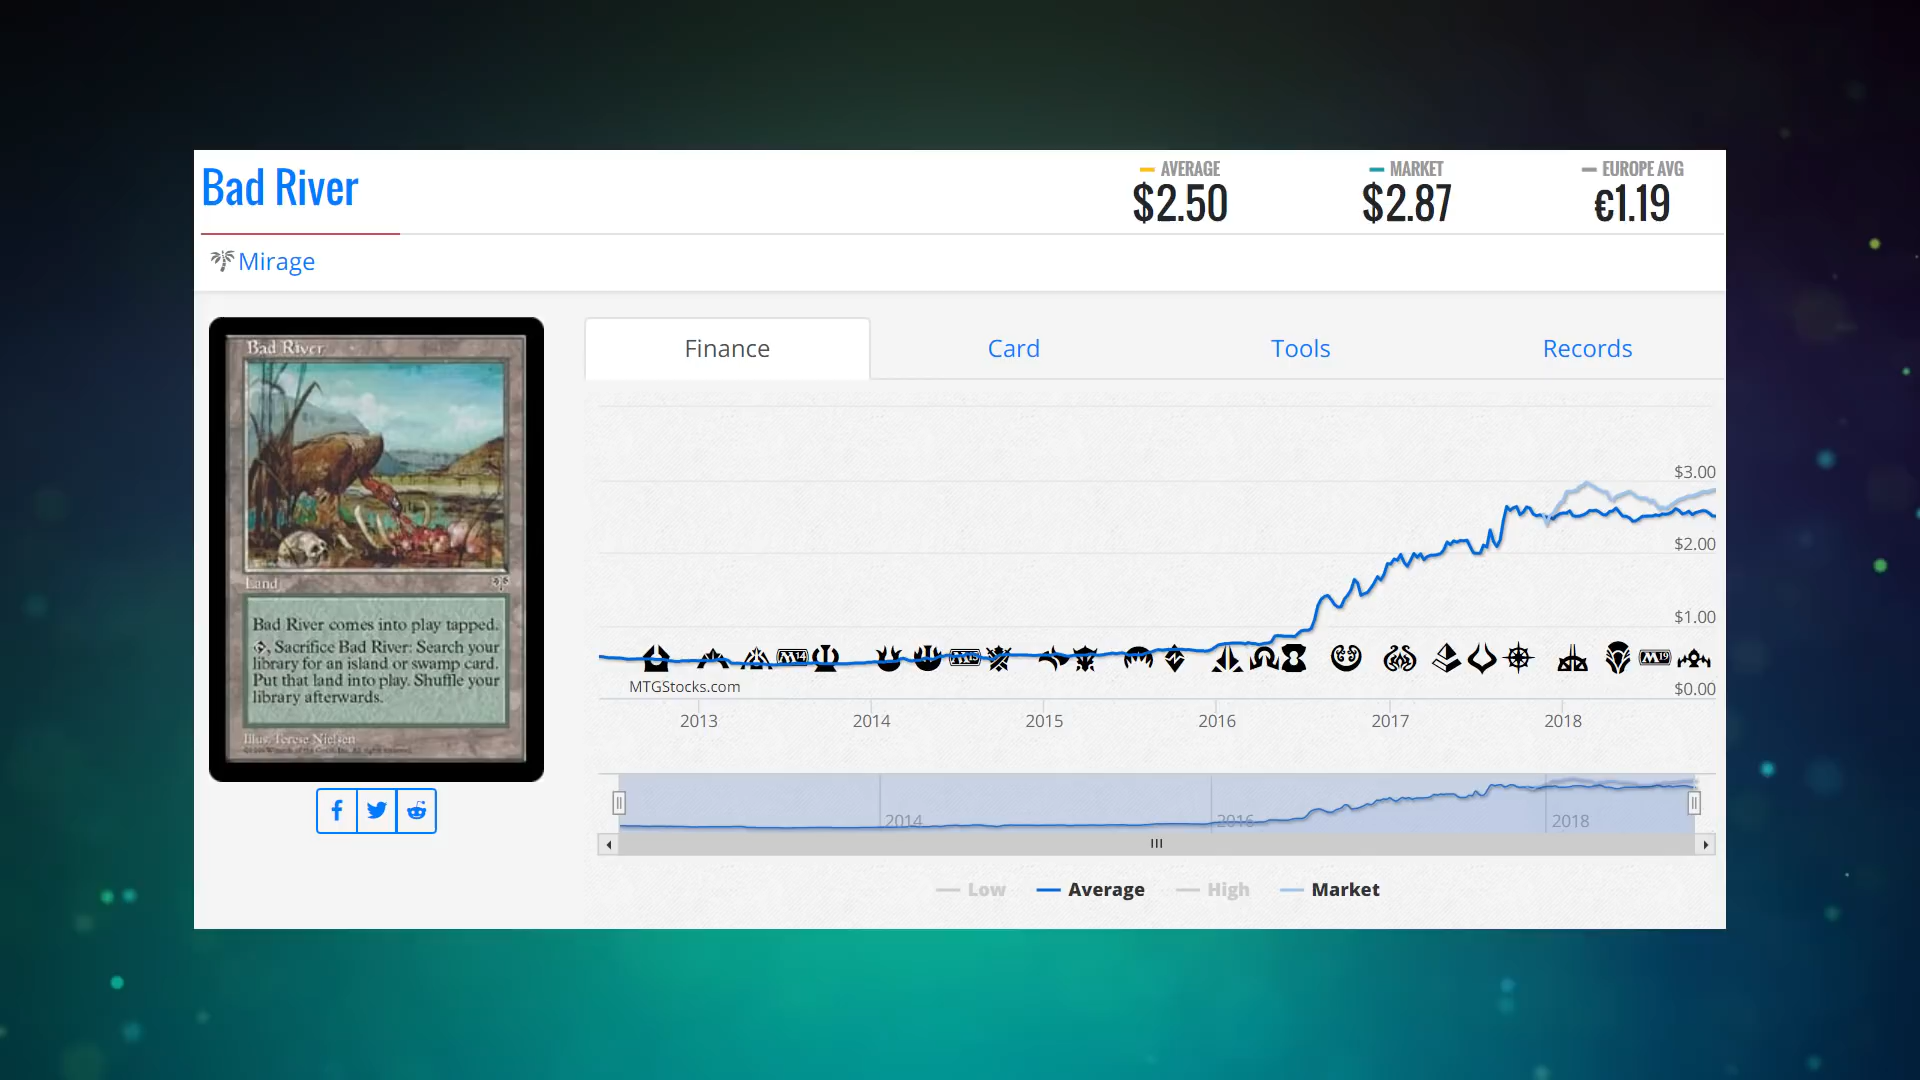 Bad River
AVERAGE
$2.50
MARKET
$2.87
EUROPE AVG
€1.19
Mirage
Bad River
Land
Bad River comes into play tapped.
, Sacrifice Bad River: Search your
library for an island or swamp card.
Put that land into play. Shuffle your
library afterwards.
Illus. Terese Nielsen
Finance
Card
Tools
Records
$3.00
$2.00
$1.00
$0.00
M14
M15
M19
MTGStocks.com
2013
2014
2015
2016
2017
2018
2014
2016
2018
Low
Average
High
Market